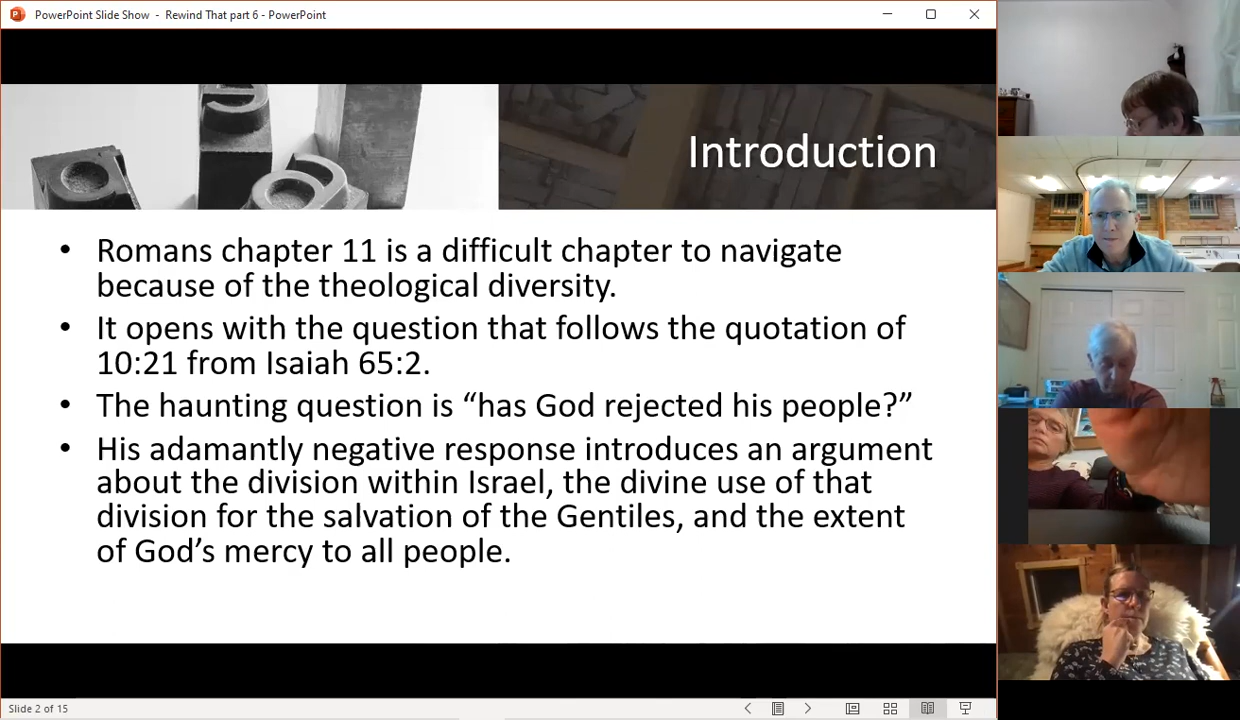 PowerPoint Slide Show - Rewind That part 6 - PowerPoint
Introduction
• Romans chapter 11 is a difficult chapter to navigate
because of the theological diversity.
• It opens with the question that follows the quotation of
10:21 from Isaiah 65:2.
• The haunting question is “has God rejected his people?”
• His adamantly negative response introduces an argument
about the division within Israel, the divine use of that
division for the salvation of the Gentiles, and the extent
of God’s mercy to all people.
Slide 2 of 15